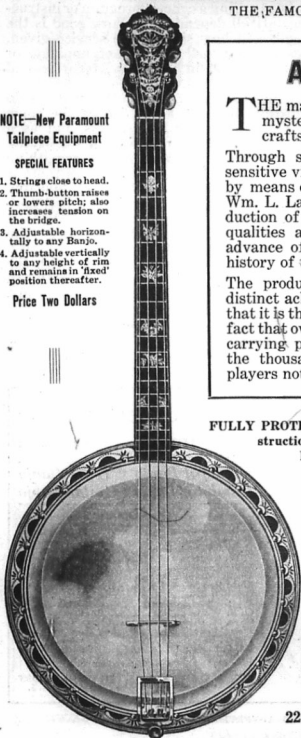 THE FAMO
NOTE—New Paramount
Tailpiece Equipment
SPECIAL FEATURES
1. Strings close to head.
2. Thumb-button raises
or lowers pitch; also
increases tension on
the bridge.
3. Adjustable horizon-
tally to any Banjo.
4. Adjustable vertically
to any height of rim
and remains in 'fixed'
position thereafter.
Price Two Dollars
A
THE ma
myste
crafts
Through s
sensitive v
by means o
Wm. L. La
duction of
qualities a
advance of
history of
The produ
distinct ac
that it is th
fact that ov
carrying p
the thousa
players no
FULLY PROTE
structio
22